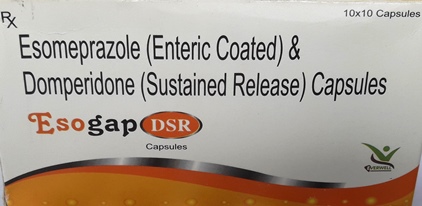 Rx
10x10 Capsules
Esomeprazole (Enteric Coated) &
Domperidone (Sustained Release) Capsules
Esogap DSR
Capsules